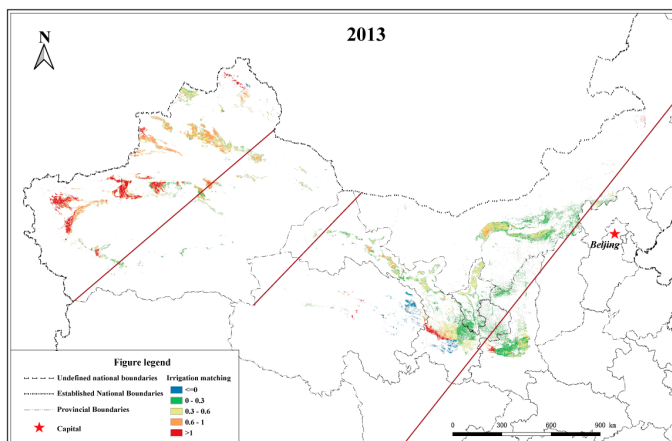 2013
N
Beijing
Figure legend
Undefined national boundaries
Established National Boundaries
Provincial Boundaries
Capital
Irrigation matching
<=0
0 - 0.3
0.3 - 0.6
0.6 - 1
>1
0 300 600 900 km